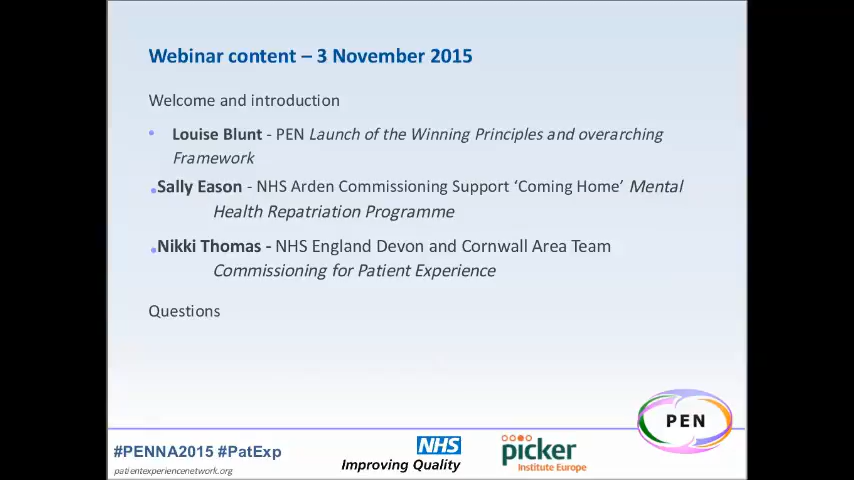 Webinar content – 3 November 2015
Welcome and introduction
• Louise Blunt - PEN Launch of the Winning Principles and overarching
Framework
•Sally Eason - NHS Arden Commissioning Support ‘Coming Home’ Mental
Health Repatriation Programme
•Nikki Thomas - NHS England Devon and Cornwall Area Team
Commissioning for Patient Experience
Questions
PEN
#PENNA2015 #PatExp
patientexperiencenetwork.org
NHS
Improving Quality
picker
Institute Europe